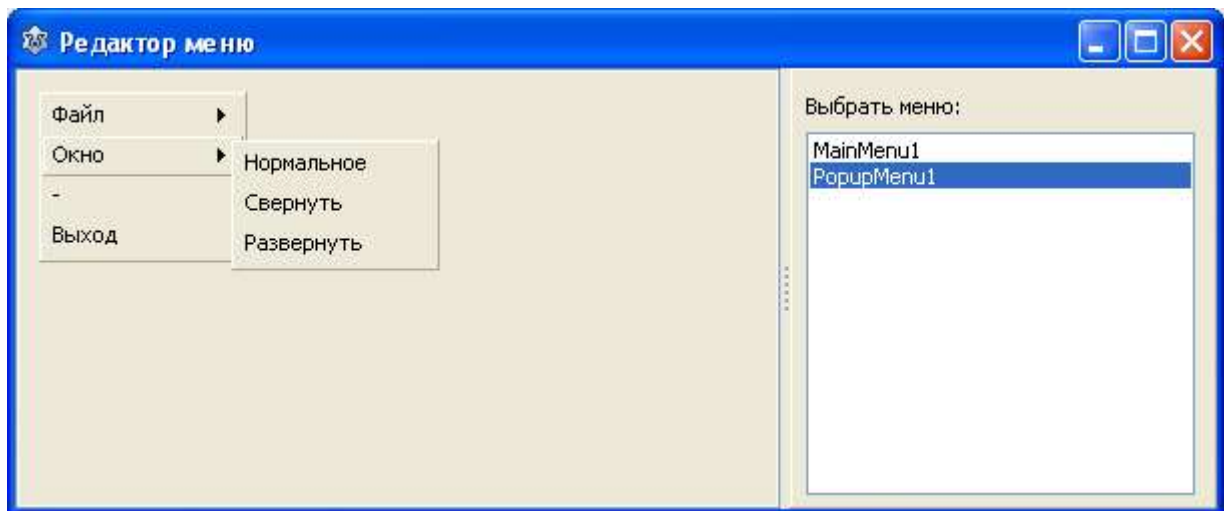 Редактор меню
Файл
Окно
-
Выход
Нормальное
Свернуть
Развернуть
Выбрать меню:
MainMenu1
PopupMenu1